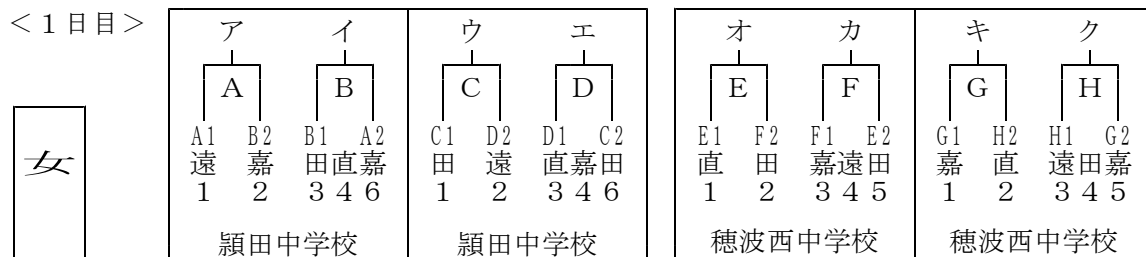 <1日目>
ア イ ウ エ オ カ キ ク
A B C D E F G H
A1 B2 B1 A2 C1 D2 D1 C2 E1 F2 F1 E2 G1 H2 H1 G2
遠 嘉 田直嘉 田 遠 直嘉田 直 田 嘉遠田 嘉 直 遠田嘉
1 2 3 4 6 1 2 3 4 6 1 2 3 4 5 1 2 3 4 5
女
頴田中学校 頴田中学校 穂波西中学校 穂波西中学校